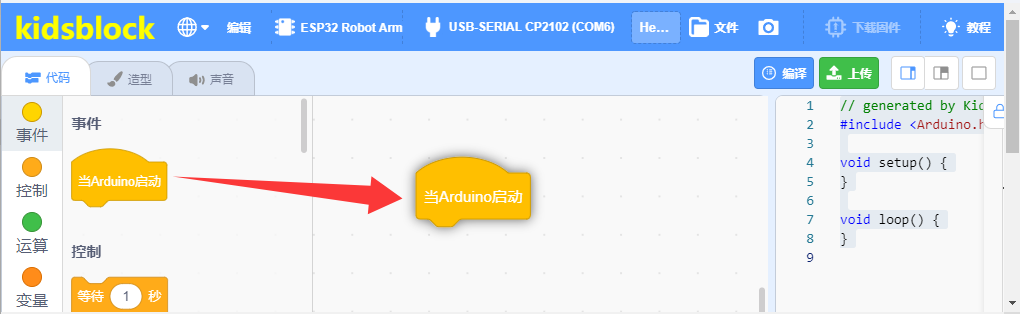 kidsblock
编辑
ESP32 Robot Arm
USB-SERIAL CP2102 (COM6)
He...
文件
下载固件
教程
代码
造型
声音
编译
上传
事件
控制
运算
变量
事件
当Arduino启动
控制
等待 1 秒
当Arduino启动
1 // generated by Kid
2 #include <Arduino.h
3
4 void setup() {
5 }
6
7 void loop() {
8 }
9